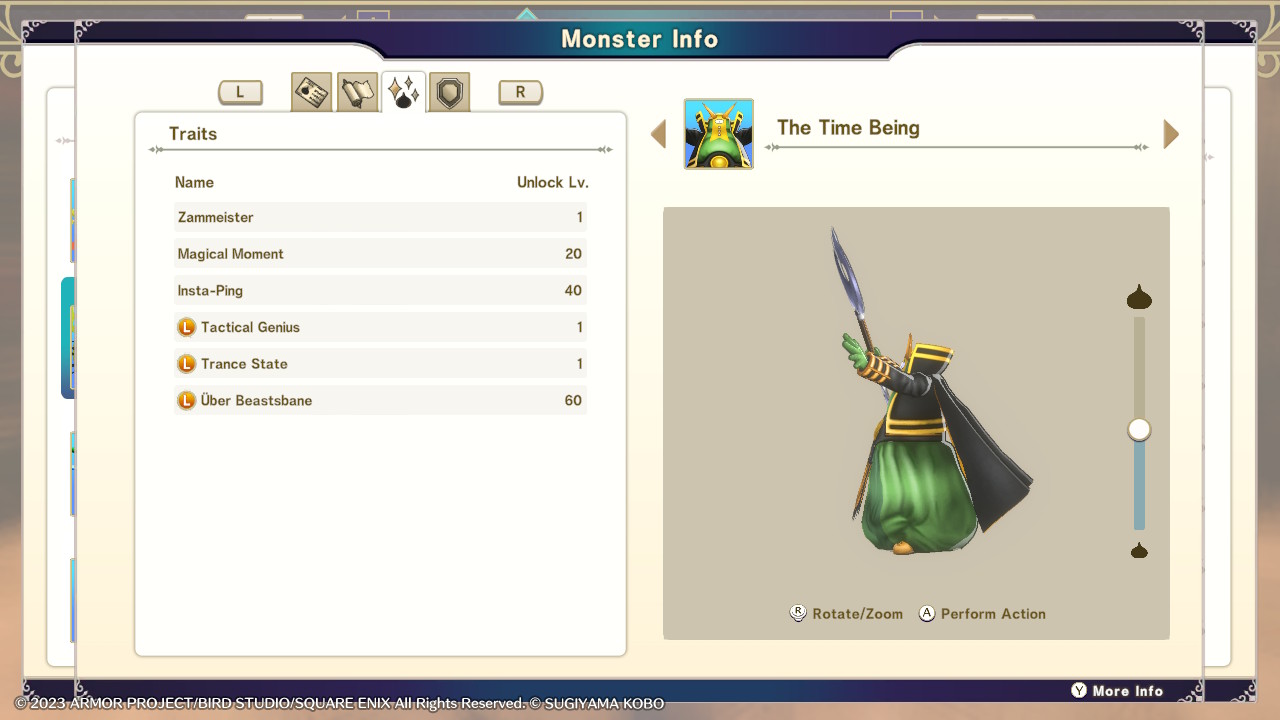 Monster Info
L
R
Traits
Name Unlock Lv.
Zammeister 1
Magical Moment 20
Insta-Ping 40
L Tactical Genius 1
L Trance State 1
L Über Beastsbane 60
The Time Being
R Rotate/Zoom A Perform Action
Y More Info
© 2023 ARMOR PROJECT/BIRD STUDIO/SQUARE ENIX All Rights Reserved. © SUGIYAMA KOBO